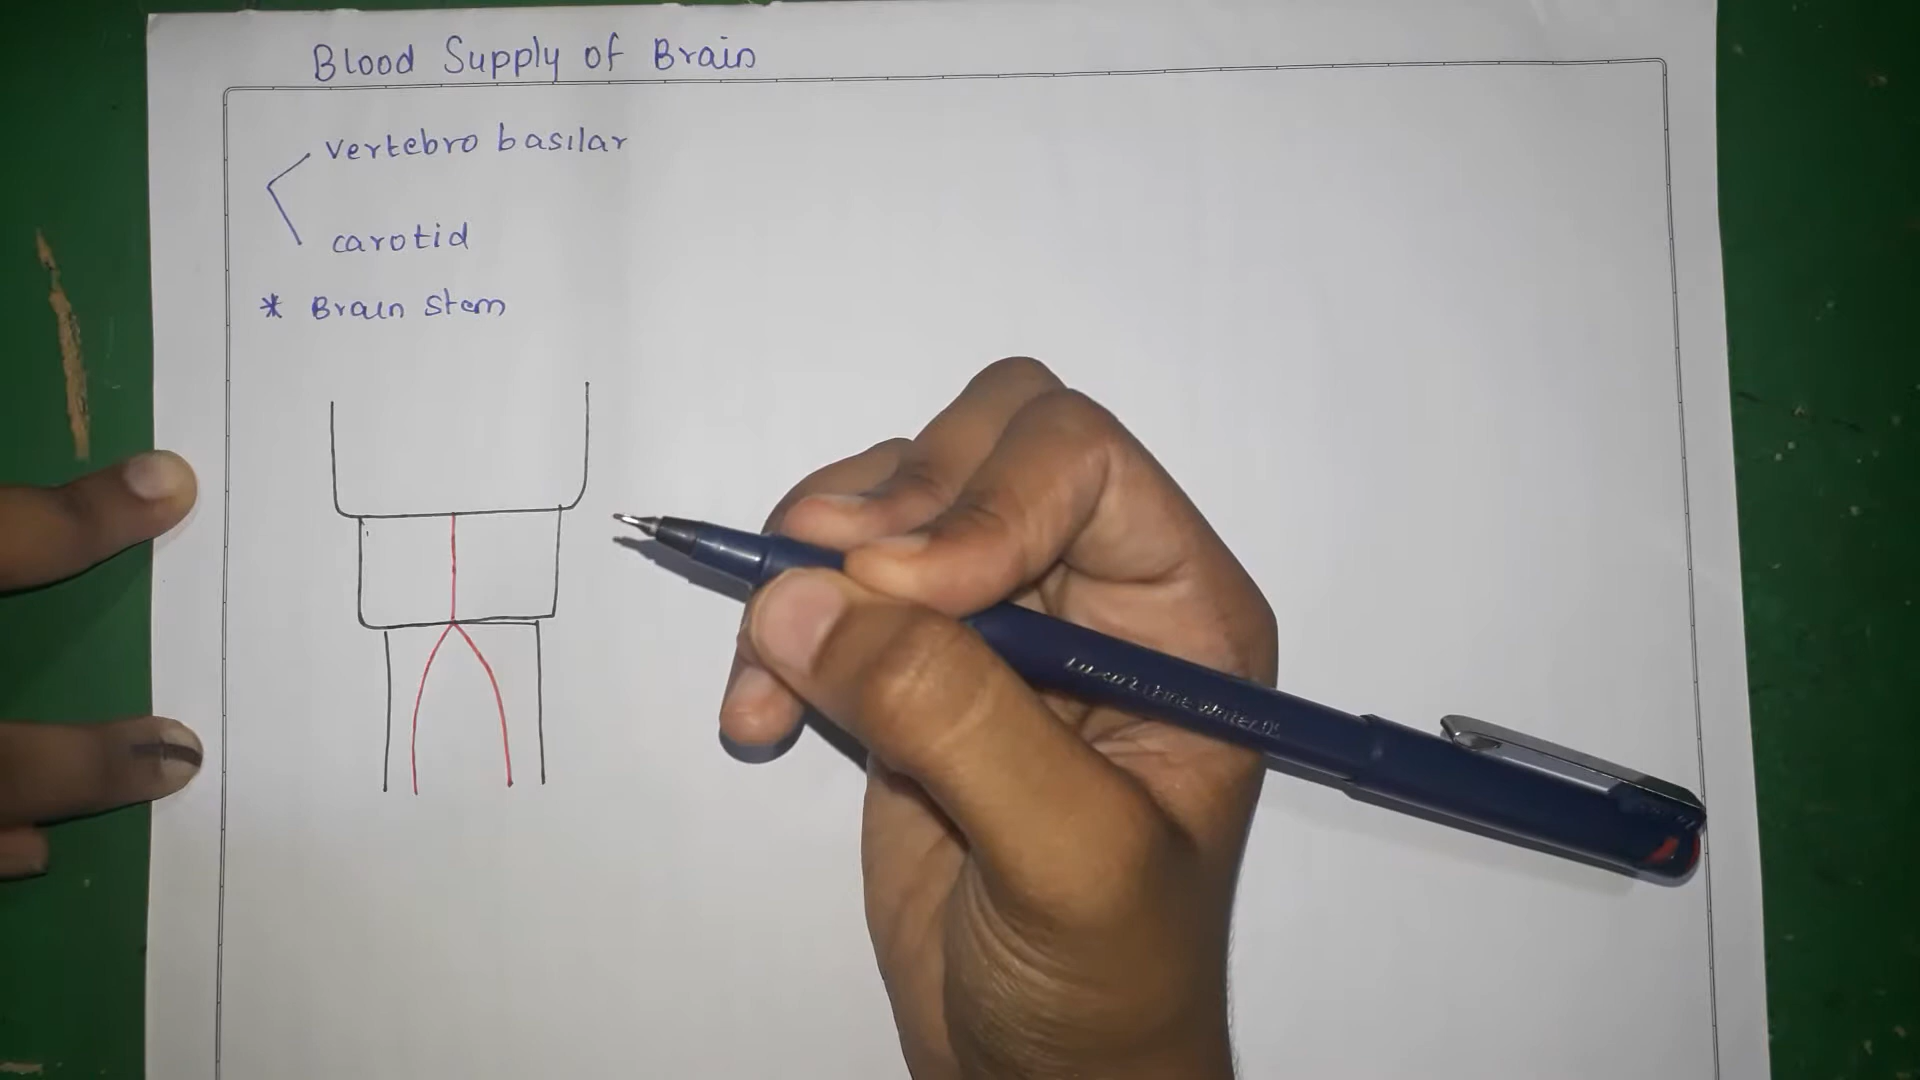 Blood Supply of Brain
vertebro basilar
carotid
* Brain Stem